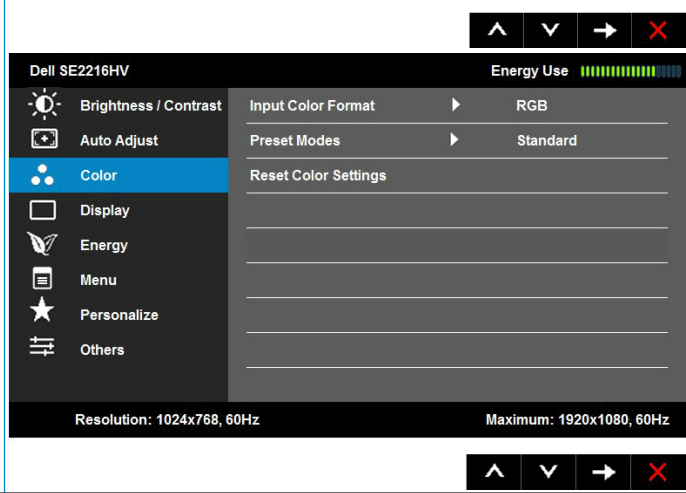 Dell SE2216HV Energy Use
Brightness / Contrast Input Color Format RGB
Auto Adjust Preset Modes Standard
Color Reset Color Settings
Display
Energy
Menu
Personalize
Others
Resolution: 1024x768, 60Hz Maximum: 1920x1080, 60Hz